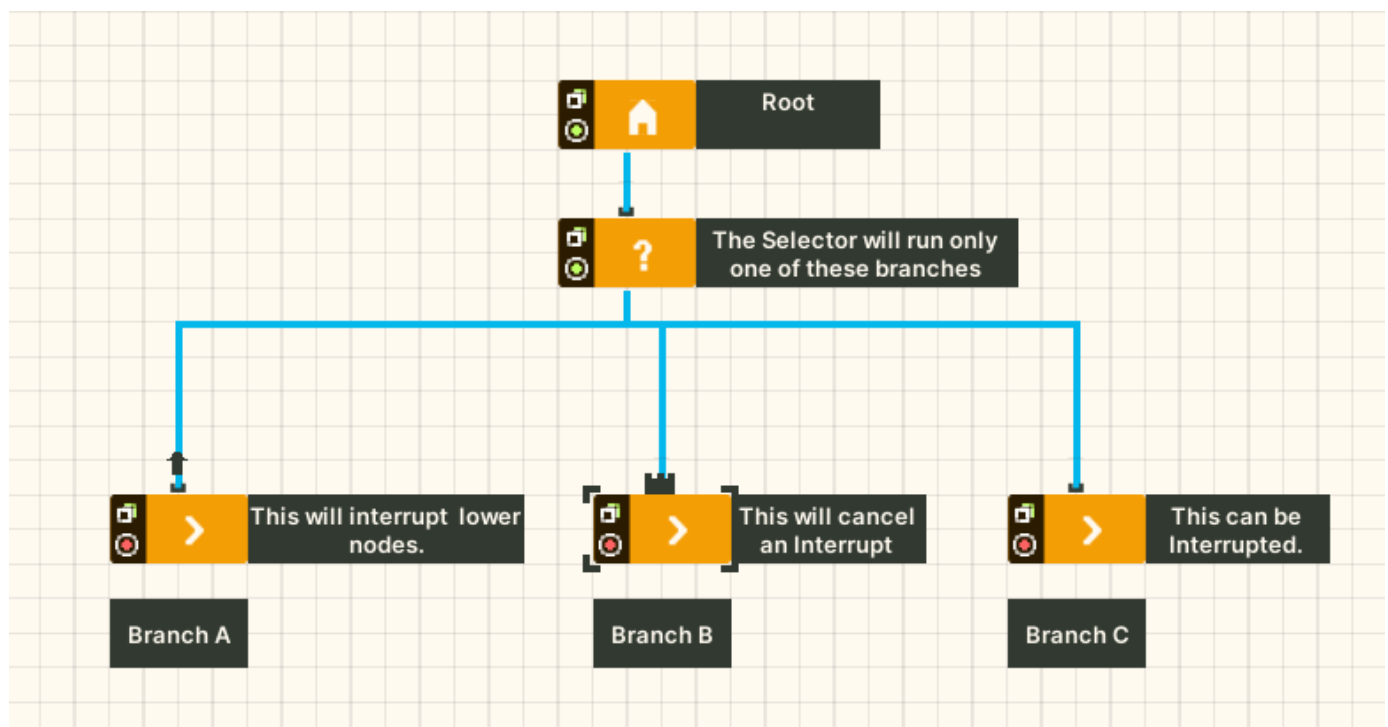 Root
The Selector will run only
one of these branches
This will interrupt lower
nodes.
This will cancel
an Interrupt
This can be
Interrupted.
Branch A
Branch B
Branch C